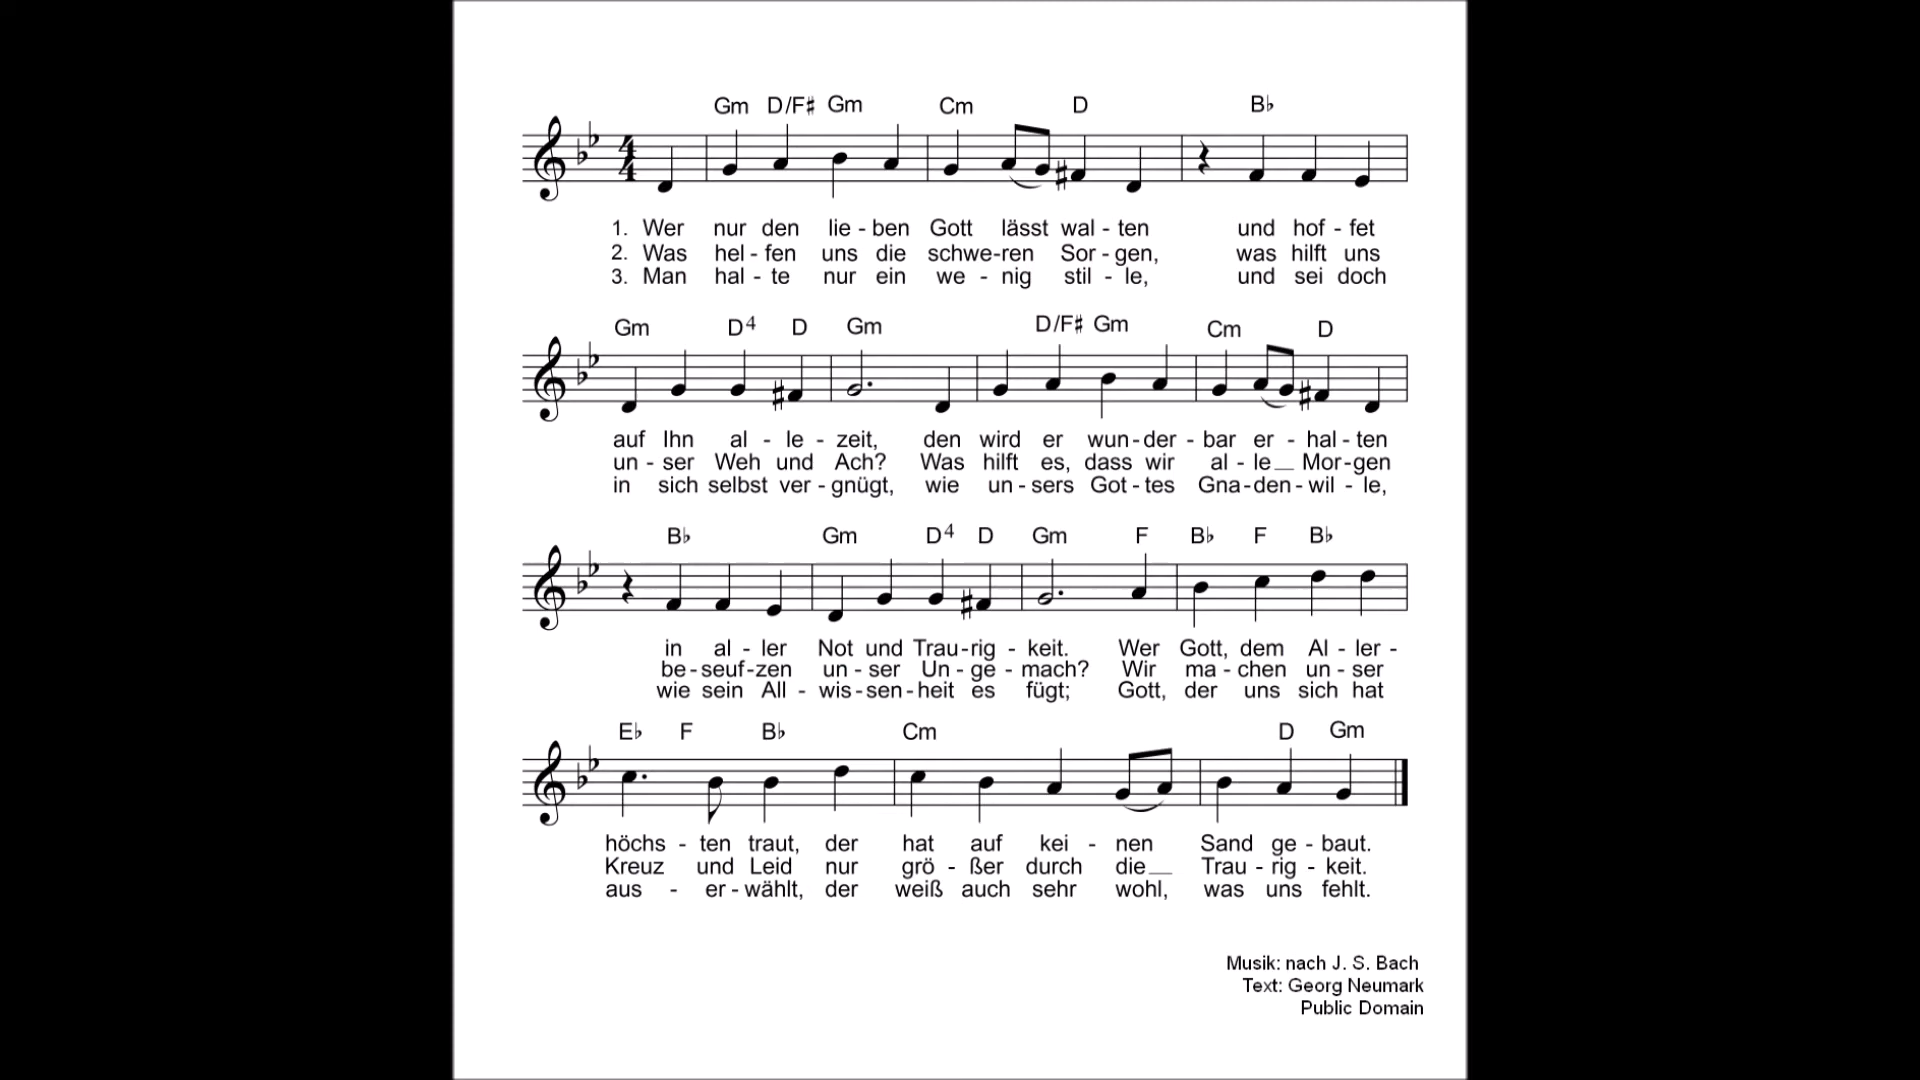 Gm D/F♯ Gm Cm D B♭
1. Wer nur den lie - ben Gott lässt wal - ten und hof - fet
2. Was hel - fen uns die schwe - ren Sor - gen, was hilft uns
3. Man hal - te nur ein we - nig stil - le, und sei doch
Gm D4 D Gm D/F♯ Gm Cm D
auf Ihn al - le - zeit, den wird er wun - der - bar er - hal - ten
un - ser Weh und Ach? Was hilft es, dass wir al - le__ Mor - gen
in sich selbst ver - gnügt, wie un - sers Got - tes Gna - den - wil - le,
B♭ Gm D4 D Gm F B♭ F B♭
in al - ler Not und Trau - rig - keit. Wer Gott, dem Al - ler -
be - seuf - zen un - ser Un - ge - mach? Wir ma - chen un - ser
wie sein All - wis - sen - heit es fügt; Gott, der uns sich hat
E♭ F B♭ Cm D Gm
höchs - ten traut, der hat auf kei - nen Sand ge - baut.
Kreuz und Leid nur grö - ßer durch die__ Trau - rig - keit.
aus - er - wählt, der weiß auch sehr wohl, was uns fehlt.
Musik: nach J. S. Bach
Text: Georg Neumark
Public Domain